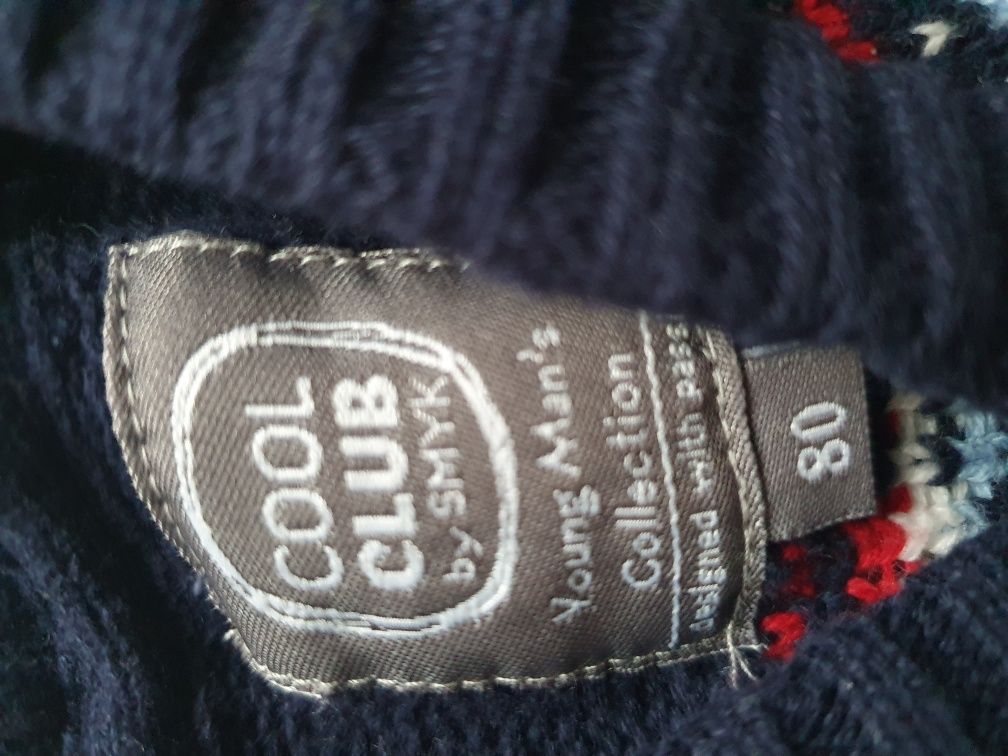 COOL
CLUB
by SMYK
Young Man's
Collection
designed with
80